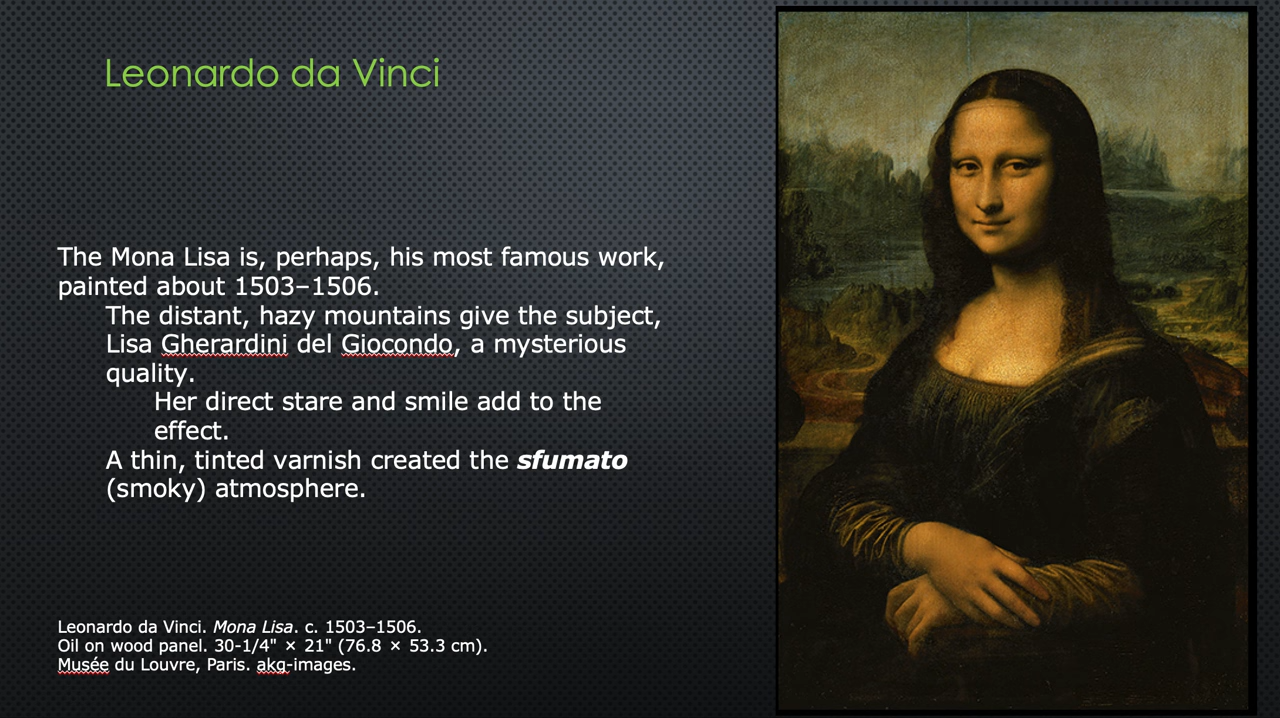 Leonardo da Vinci
The Mona Lisa is, perhaps, his most famous work,
painted about 1503–1506.
The distant, hazy mountains give the subject,
Lisa Gherardini del Giocondo, a mysterious
quality.
Her direct stare and smile add to the
effect.
A thin, tinted varnish created the sfumato
(smoky) atmosphere.
Leonardo da Vinci. Mona Lisa. c. 1503–1506.
Oil on wood panel. 30-1/4" × 21" (76.8 × 53.3 cm).
Musée du Louvre, Paris. akg-images.